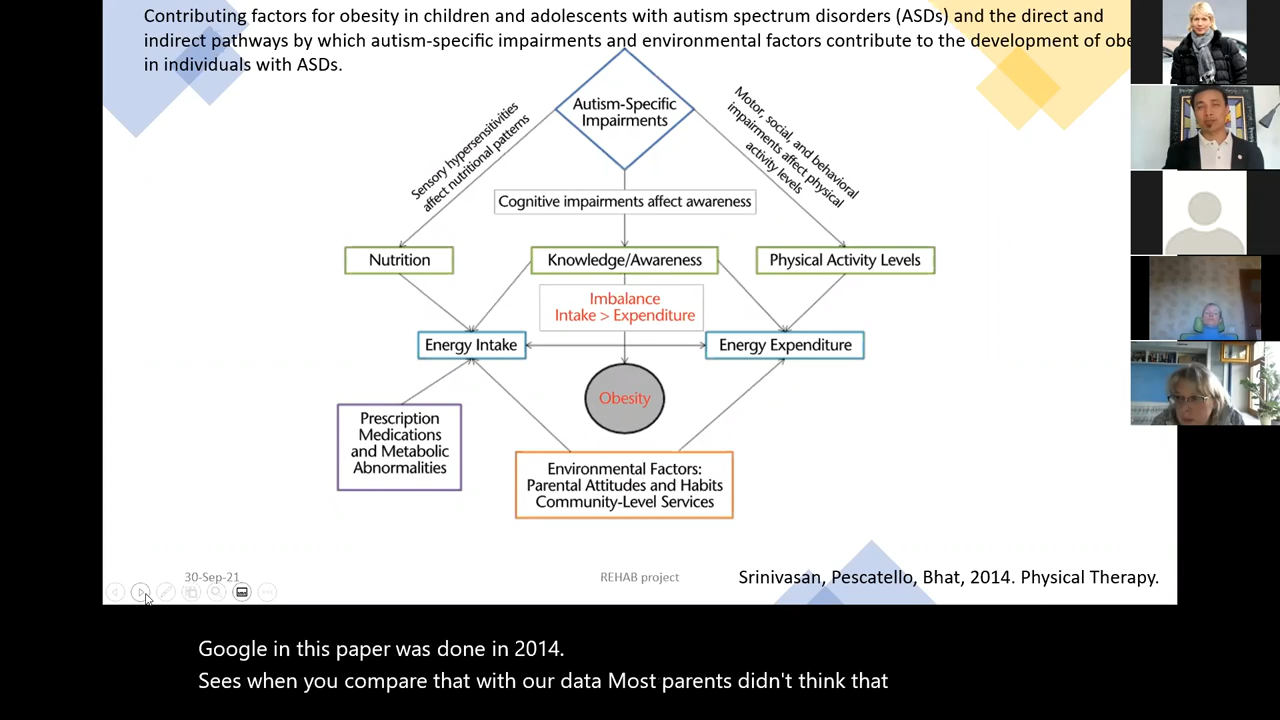 Contributing factors for obesity in children and adolescents with autism spectrum disorders (ASDs) and the direct and
indirect pathways by which autism-specific impairments and environmental factors contribute to the development of obe
in individuals with ASDs.
Autism-Specific
Impairments
Sensory hypersensitivities
affect nutritional patterns
Motor, social, and behavioral
impairments affect physical
activity levels
Cognitive impairments affect awareness
Nutrition
Knowledge/Awareness
Physical Activity Levels
Imbalance
Intake > Expenditure
Energy Intake
Energy Expenditure
Obesity
Prescription
Medications
and Metabolic
Abnormalities
Environmental Factors:
Parental Attitudes and Habits
Community-Level Services
30-Sep-21
REHAB project
Srinivasan, Pescatello, Bhat, 2014. Physical Therapy.
Google in this paper was done in 2014.
Sees when you compare that with our data Most parents didn't think that